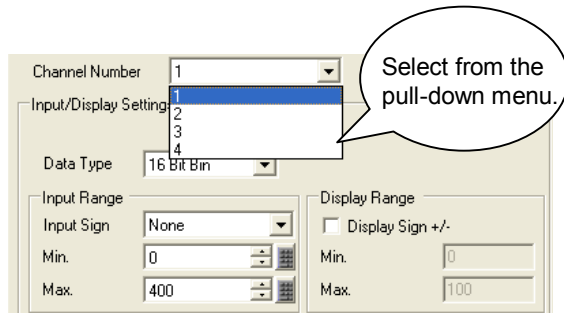 Channel Number 1
Select from the
pull-down menu.
Input/Display Setting
1
2
3
4
Data Type 16 Bit Bin
Input Range Display Range
Input Sign None Display Sign +/-
Min. 0 Min. 0
Max. 400 Max. 100